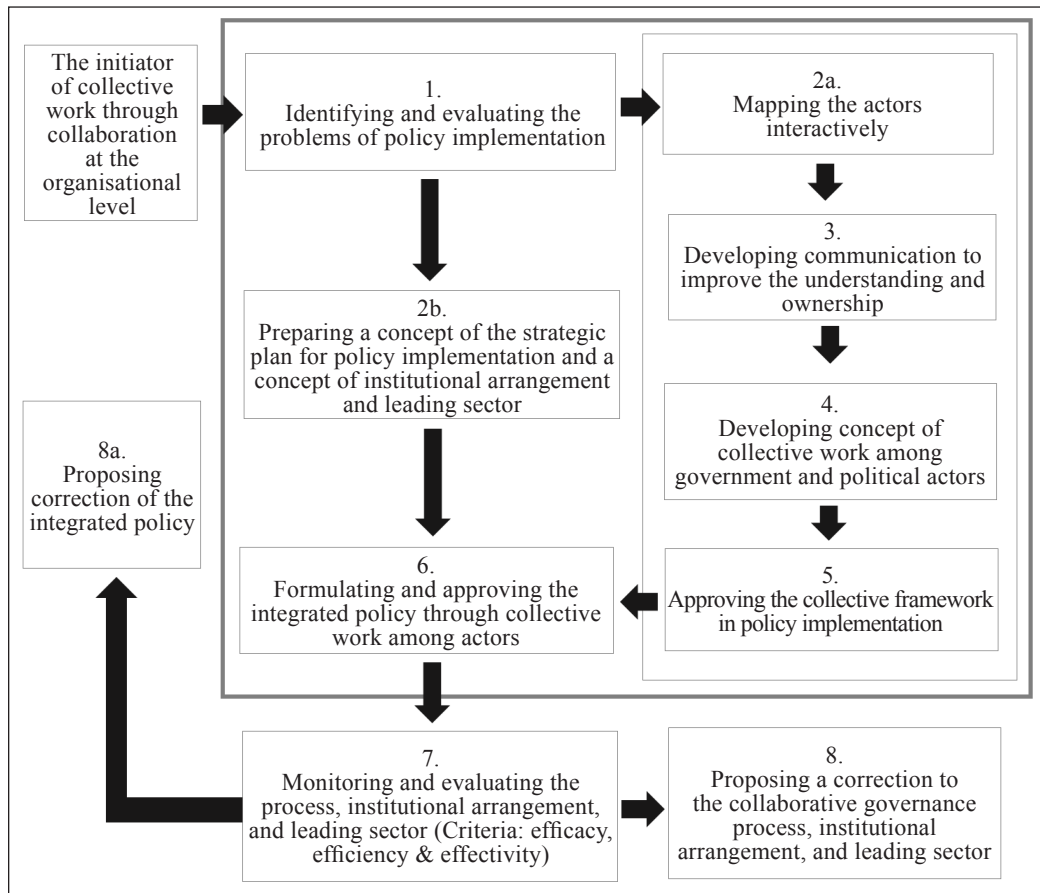 The initiator
of collective
work through
collaboration
at the
organisational
level
1.
Identifying and evaluating the
problems of policy implementation
2a.
Mapping the actors
interactively
3.
Developing communication to
improve the understanding and
ownership
2b.
Preparing a concept of the strategic
plan for policy implementation and a
concept of institutional arrangement
and leading sector
4.
Developing concept of
collective work among
government and political actors
8a.
Proposing
correction of the
integrated policy
6.
Formulating and approving the
integrated policy through collective
work among actors
5.
Approving the collective framework
in policy implementation
7.
Monitoring and evaluating the
process, institutional arrangement,
and leading sector (Criteria: efficacy,
efficiency & effectivity)
8.
Proposing a correction to
the collaborative governance
process, institutional
arrangement, and leading sector